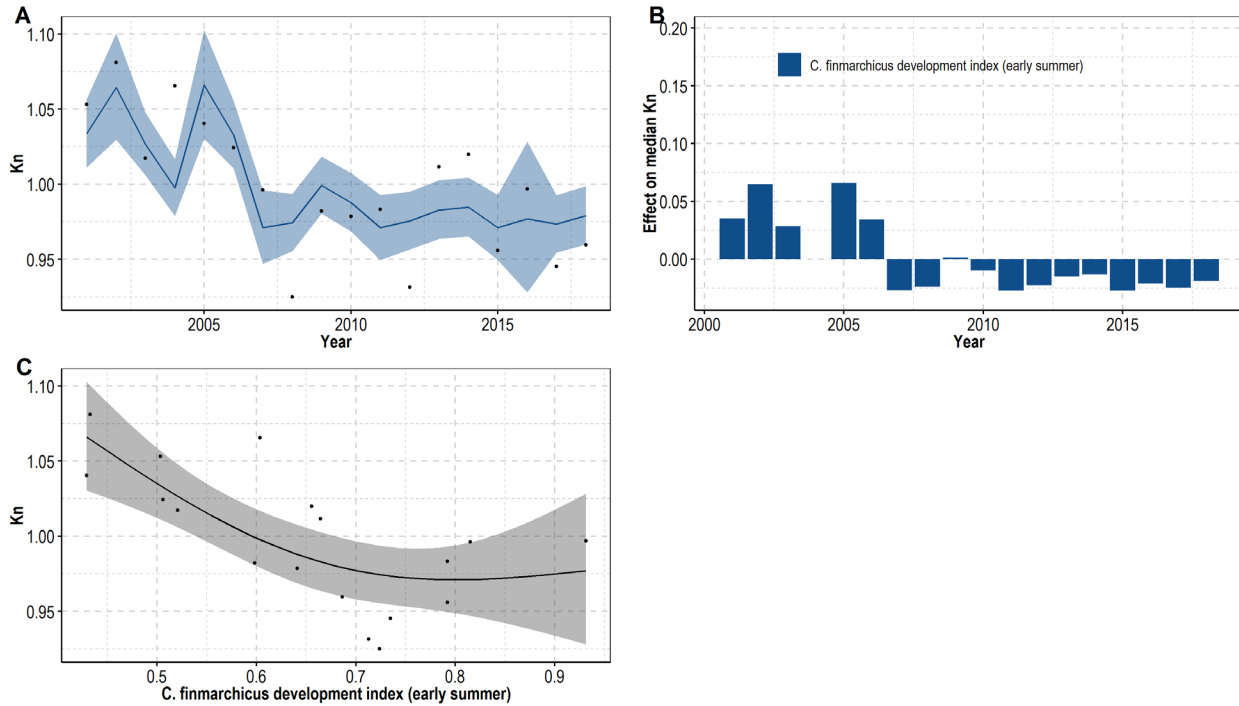 A
1.10
1.05
1.00
0.95
Kn
2005
2010
2015
Year
B
0.20
0.15
0.10
0.05
0.00
Effect on median Kn
C. finmarchicus development index (early summer)
2000
2005
2010
2015
Year
C
1.10
1.05
1.00
0.95
Kn
0.5
0.6
0.7
0.8
0.9
C. finmarchicus development index (early summer)